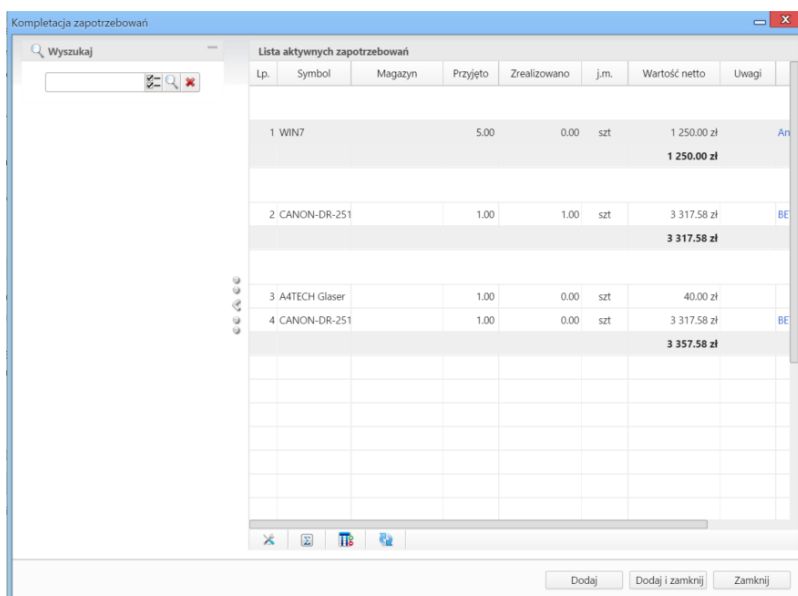 Kompletacja zapotrzebowań
Wyszukaj
Lista aktywnych zapotrzebowań
Lp. Symbol Magazyn Przyjęto Zrealizowano j.m. Wartość netto Uwagi
1 WIN7 5.00 0.00 szt 1 250.00 zł An
1 250.00 zł
2 CANON-DR-251 1.00 1.00 szt 3 317.58 zł BE
3 317.58 zł
3 A4TECH Glaser 1.00 0.00 szt 40.00 zł
4 CANON-DR-251 1.00 0.00 szt 3 317.58 zł BE
3 357.58 zł
Dodaj Dodaj i zamknij Zamknij